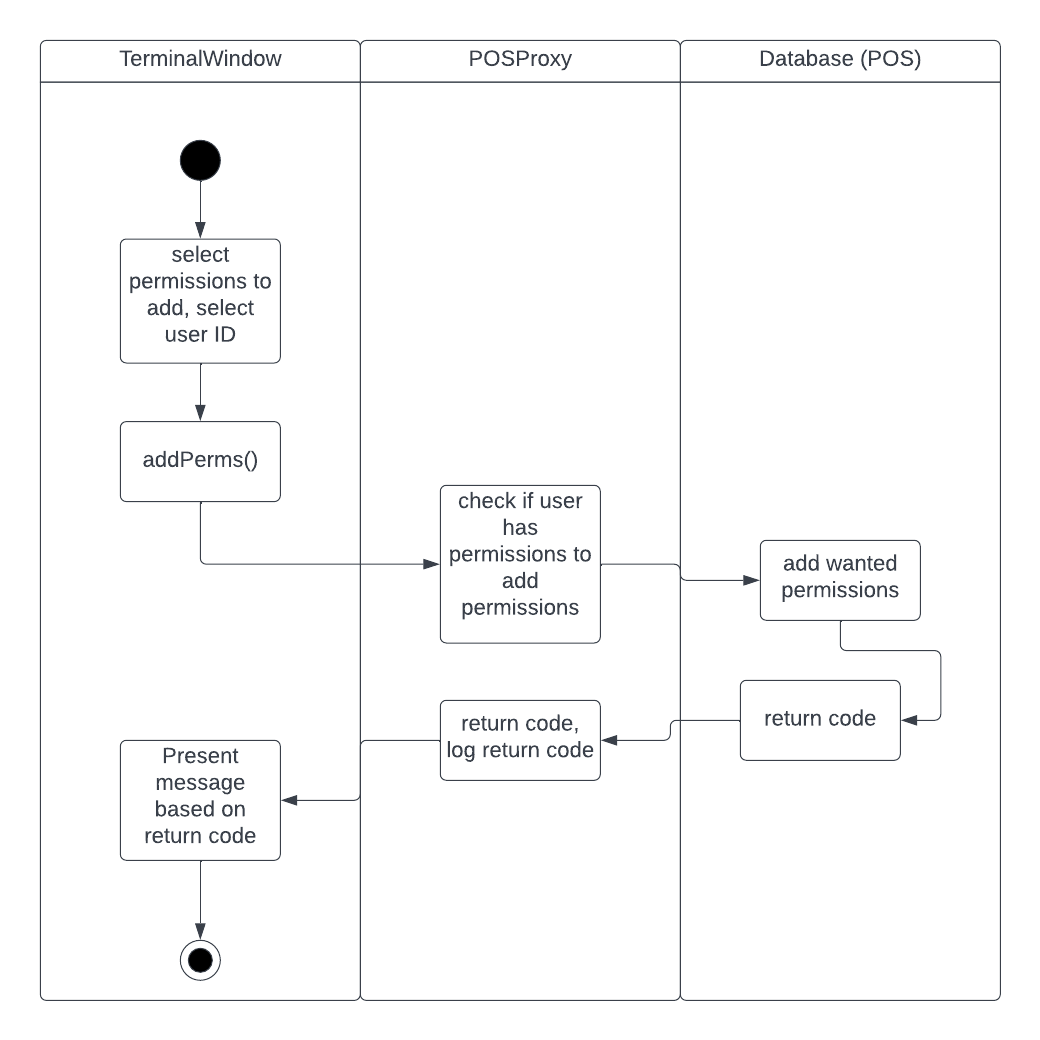 TerminalWindow
POSProxy
Database (POS)
select
permissions to
add, select
user ID
addPerms()
check if user
has
permissions to
add
permissions
add wanted
permissions
return code
return code,
log return code
Present
message
based on
return code